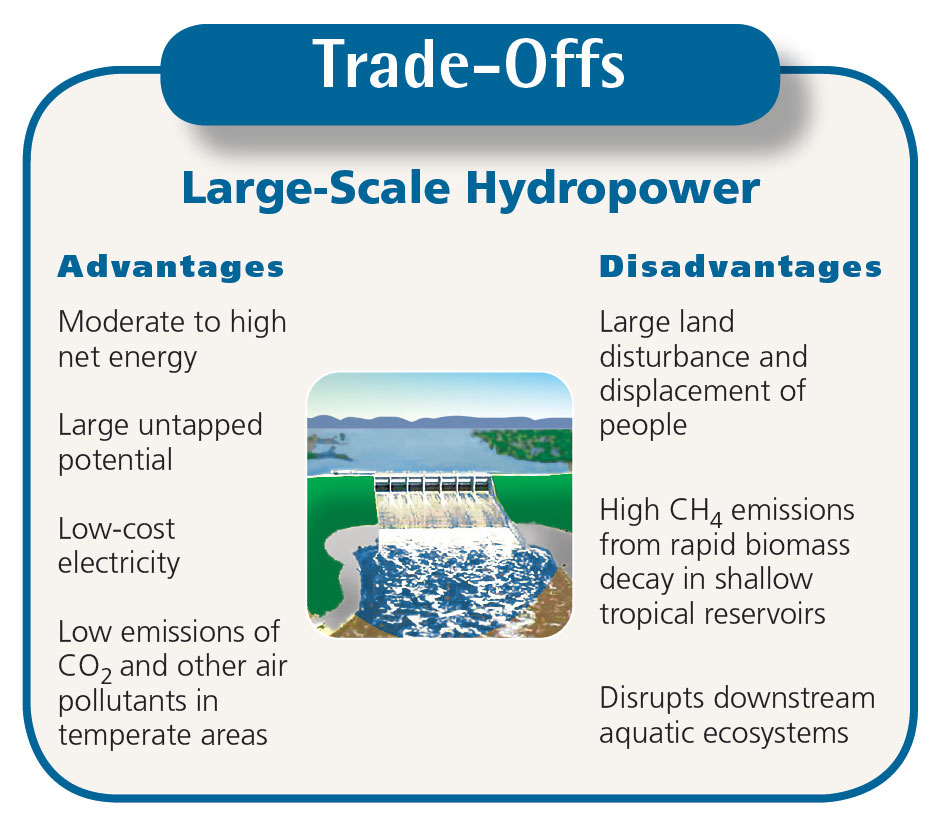 Trade-Offs
Large-Scale Hydropower
Advantages
Moderate to high
net energy
Large untapped
potential
Low-cost
electricity
Low emissions of
CO₂ and other air
pollutants in
temperate areas
Disadvantages
Large land
disturbance and
displacement of
people
High CH₄ emissions
from rapid biomass
decay in shallow
tropical reservoirs
Disrupts downstream
aquatic ecosystems